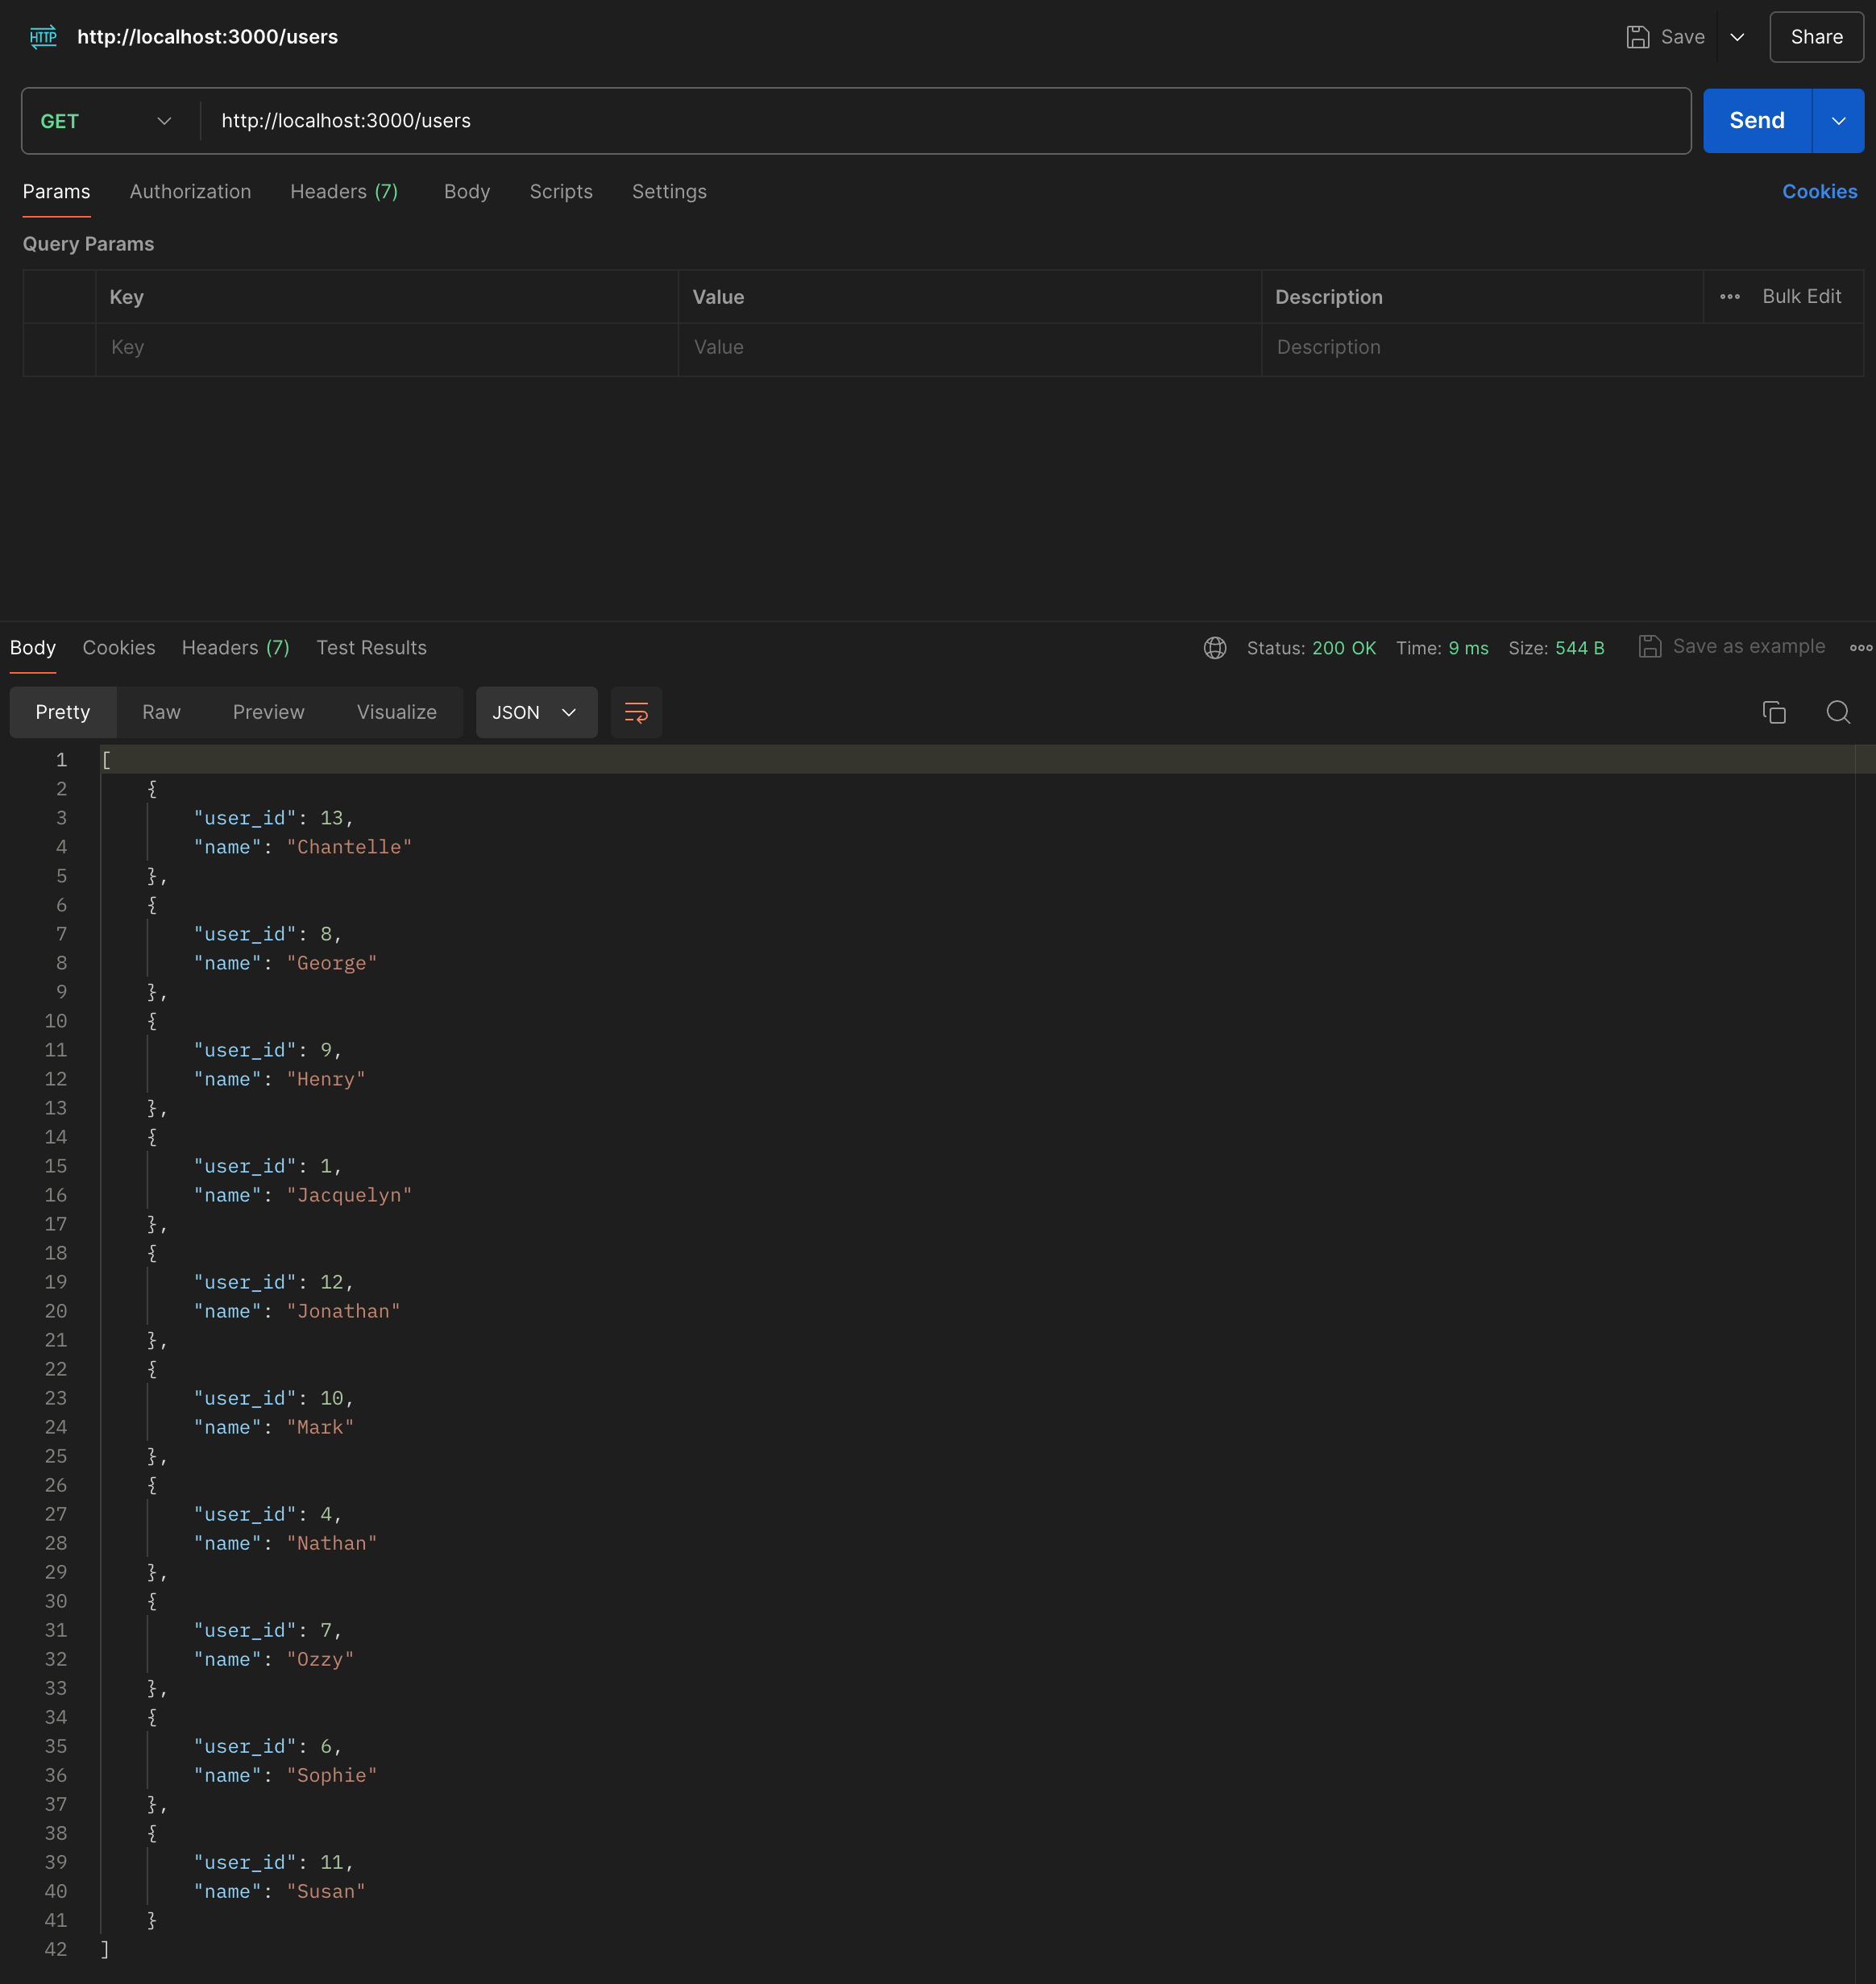 HTTP http://localhost:3000/users Save Share
GET http://localhost:3000/users Send
Params Authorization Headers (7) Body Scripts Settings Cookies
Query Params
Key Value Description Bulk Edit
Key Value Description
Body Cookies Headers (7) Test Results Status: 200 OK Time: 9 ms Size: 544 B Save as example
Pretty Raw Preview Visualize JSON
1 [
2 {
3 "user_id": 13,
4 "name": "Chantelle"
5 },
6 {
7 "user_id": 8,
8 "name": "George"
9 },
10 {
11 "user_id": 9,
12 "name": "Henry"
13 },
14 {
15 "user_id": 1,
16 "name": "Jacquelyn"
17 },
18 {
19 "user_id": 12,
20 "name": "Jonathan"
21 },
22 {
23 "user_id": 10,
24 "name": "Mark"
25 },
26 {
27 "user_id": 4,
28 "name": "Nathan"
29 },
30 {
31 "user_id": 7,
32 "name": "Ozzy"
33 },
34 {
35 "user_id": 6,
36 "name": "Sophie"
37 },
38 {
39 "user_id": 11,
40 "name": "Susan"
41 }
42 ]